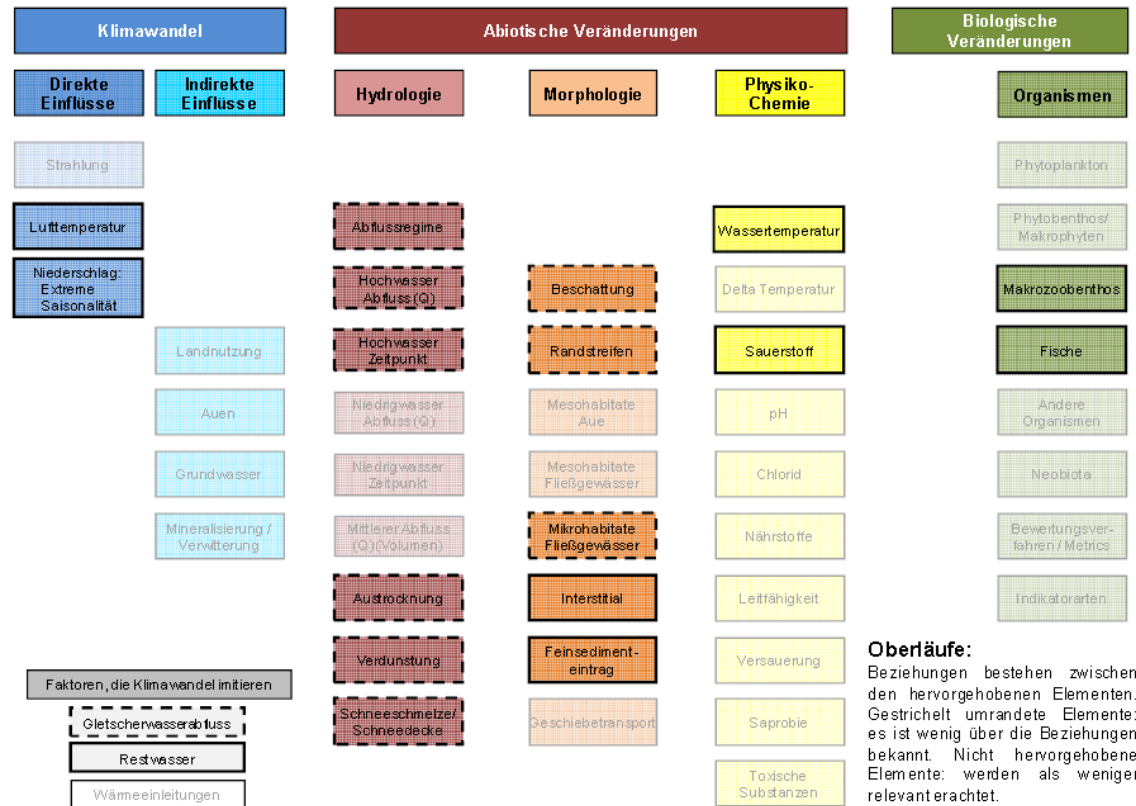 Klimawandel
Abiotische Veränderungen
Biologische
Veränderungen
Direkte
Einflüsse
Indirekte
Einflüsse
Hydrologie
Morphologie
Physiko-
Chemie
Organismen
Strahlung
Phytoplankton
Lufttemperatur
Abflussregime
Wassertemperatur
Phytobenthos/
Makrophyten
Niederschlag:
Extreme
Saisonalität
Hochwasser
Abfluss (Q)
Beschattung
Delta Temperatur
Makrozoobenthos
Landnutzung
Hochwasser
Zeitpunkt
Randstreifen
Sauerstoff
Fische
Auen
Niedrigwasser
Abfluss (Q)
Mesohabitate
Aue
pH
Andere
Organismen
Grundwasser
Niedrigwasser
Zeitpunkt
Mesohabitate
Fließgewässer
Chlorid
Neobiota
Mineralisierung /
Verwitterung
Mittlerer Abfluss
(Q) (Volumen)
Mikrohabitate
Fließgewässer
Nährstoffe
Bewertungsver-
fahren / Metrics
Austrocknung
Interstitial
Leitfähigkeit
Indikatorarten
Verdunstung
Feinsediment-
eintrag
Versauerung
Schneeschmelze/
Schneedecke
Geschiebetransport
Saprobie
Toxische
Substanzen
Faktoren, die Klimawandel imitieren
Gletscherwasserabfluss
Restwasser
Wärmeeinleitungen
Oberläufe:
Beziehungen bestehen zwischen
den hervorgehobenen Elementen.
Gestrichelt umrandete Elemente:
es ist wenig über die Beziehungen
bekannt. Nicht hervorgehobene
Elemente: werden als weniger
relevant erachtet.